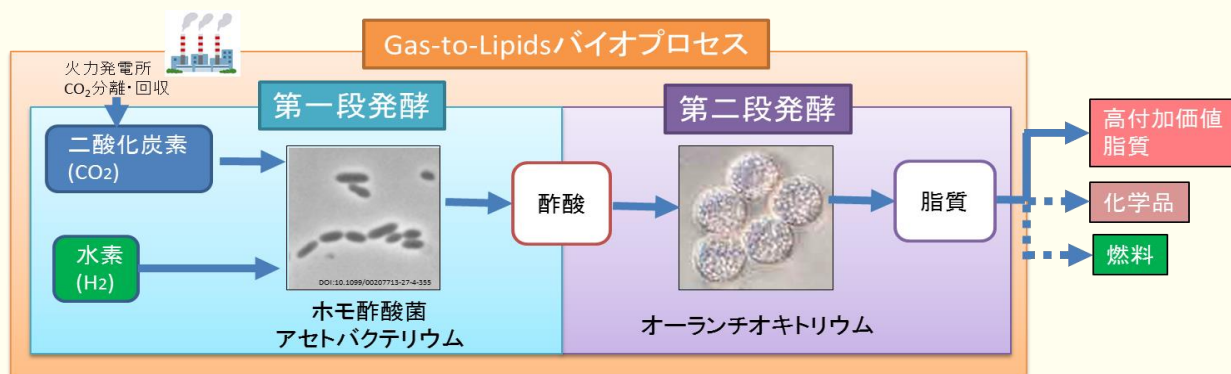 Gas-to-Lipidsバイオプロセス
火力発電所
CO₂分離・回収
第一段発酵
第二段発酵
二酸化炭素
(CO₂)
水素
(H₂)
DOI:10.1099/00207713-27-4-355
ホモ酢酸菌
アセトバクテリウム
酢酸
オーランチオキトリウム
脂質
高付加価値
脂質
化学品
燃料